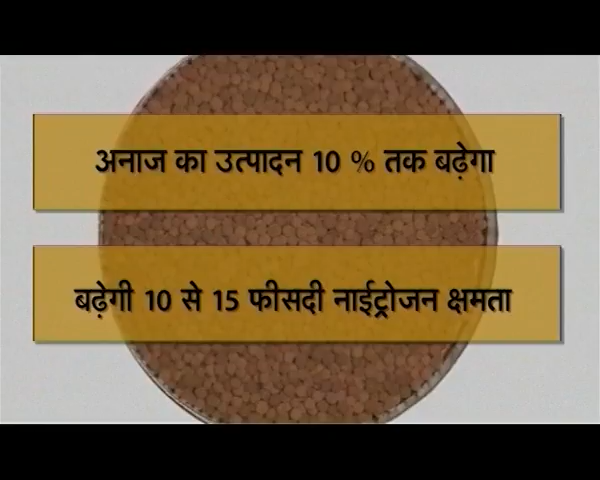 अनाज का उत्पादन 10 % तक बढ़ेगा
बढ़ेगी 10 से 15 फीसदी नाईट्रोजन क्षमता